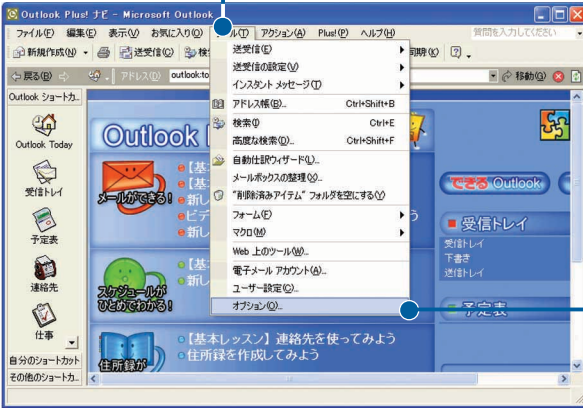 Outlook Plus! ナビ - Microsoft Outlook
ファイル(F) 編集(E) 表示(V) お気に入り(O) ル(T) アクション(A) Plus!(P) ヘルプ(H) 質問を入力してください
新規作成(N) 送受信(C)
戻る(B) アドレス(D) outlook:to 移動(G)
Outlook ショートカ..
Outlook Today
受信トレイ
予定表
連絡先
仕事
自分のショートカット
その他のショートカ..
Outlook
メールができる!
【基
【基
新し
ビデ
新し
スケジュールが
ひとめでわかる!
【基
新し
住所録が
【基本レッスン】連絡先を使ってみよう
住所録を作成してみよう
送受信(E)
送受信の設定(V)
インスタント メッセージ(T)
アドレス帳(B)... Ctrl+Shift+B
検索(I) Ctrl+E
高度な検索(D)... Ctrl+Shift+F
自動仕訳ウィザード(L)...
メールボックスの整理(X)...
"削除済みアイテム" フォルダを空にする(Y)
フォーム(F)
マクロ(M)
Web 上のツール(W)...
電子メール アカウント(A)...
ユーザー設定(C)...
オプション(O)...
できる Outlook
受信トレイ
受信トレイ
下書き
送信トレイ
予定表